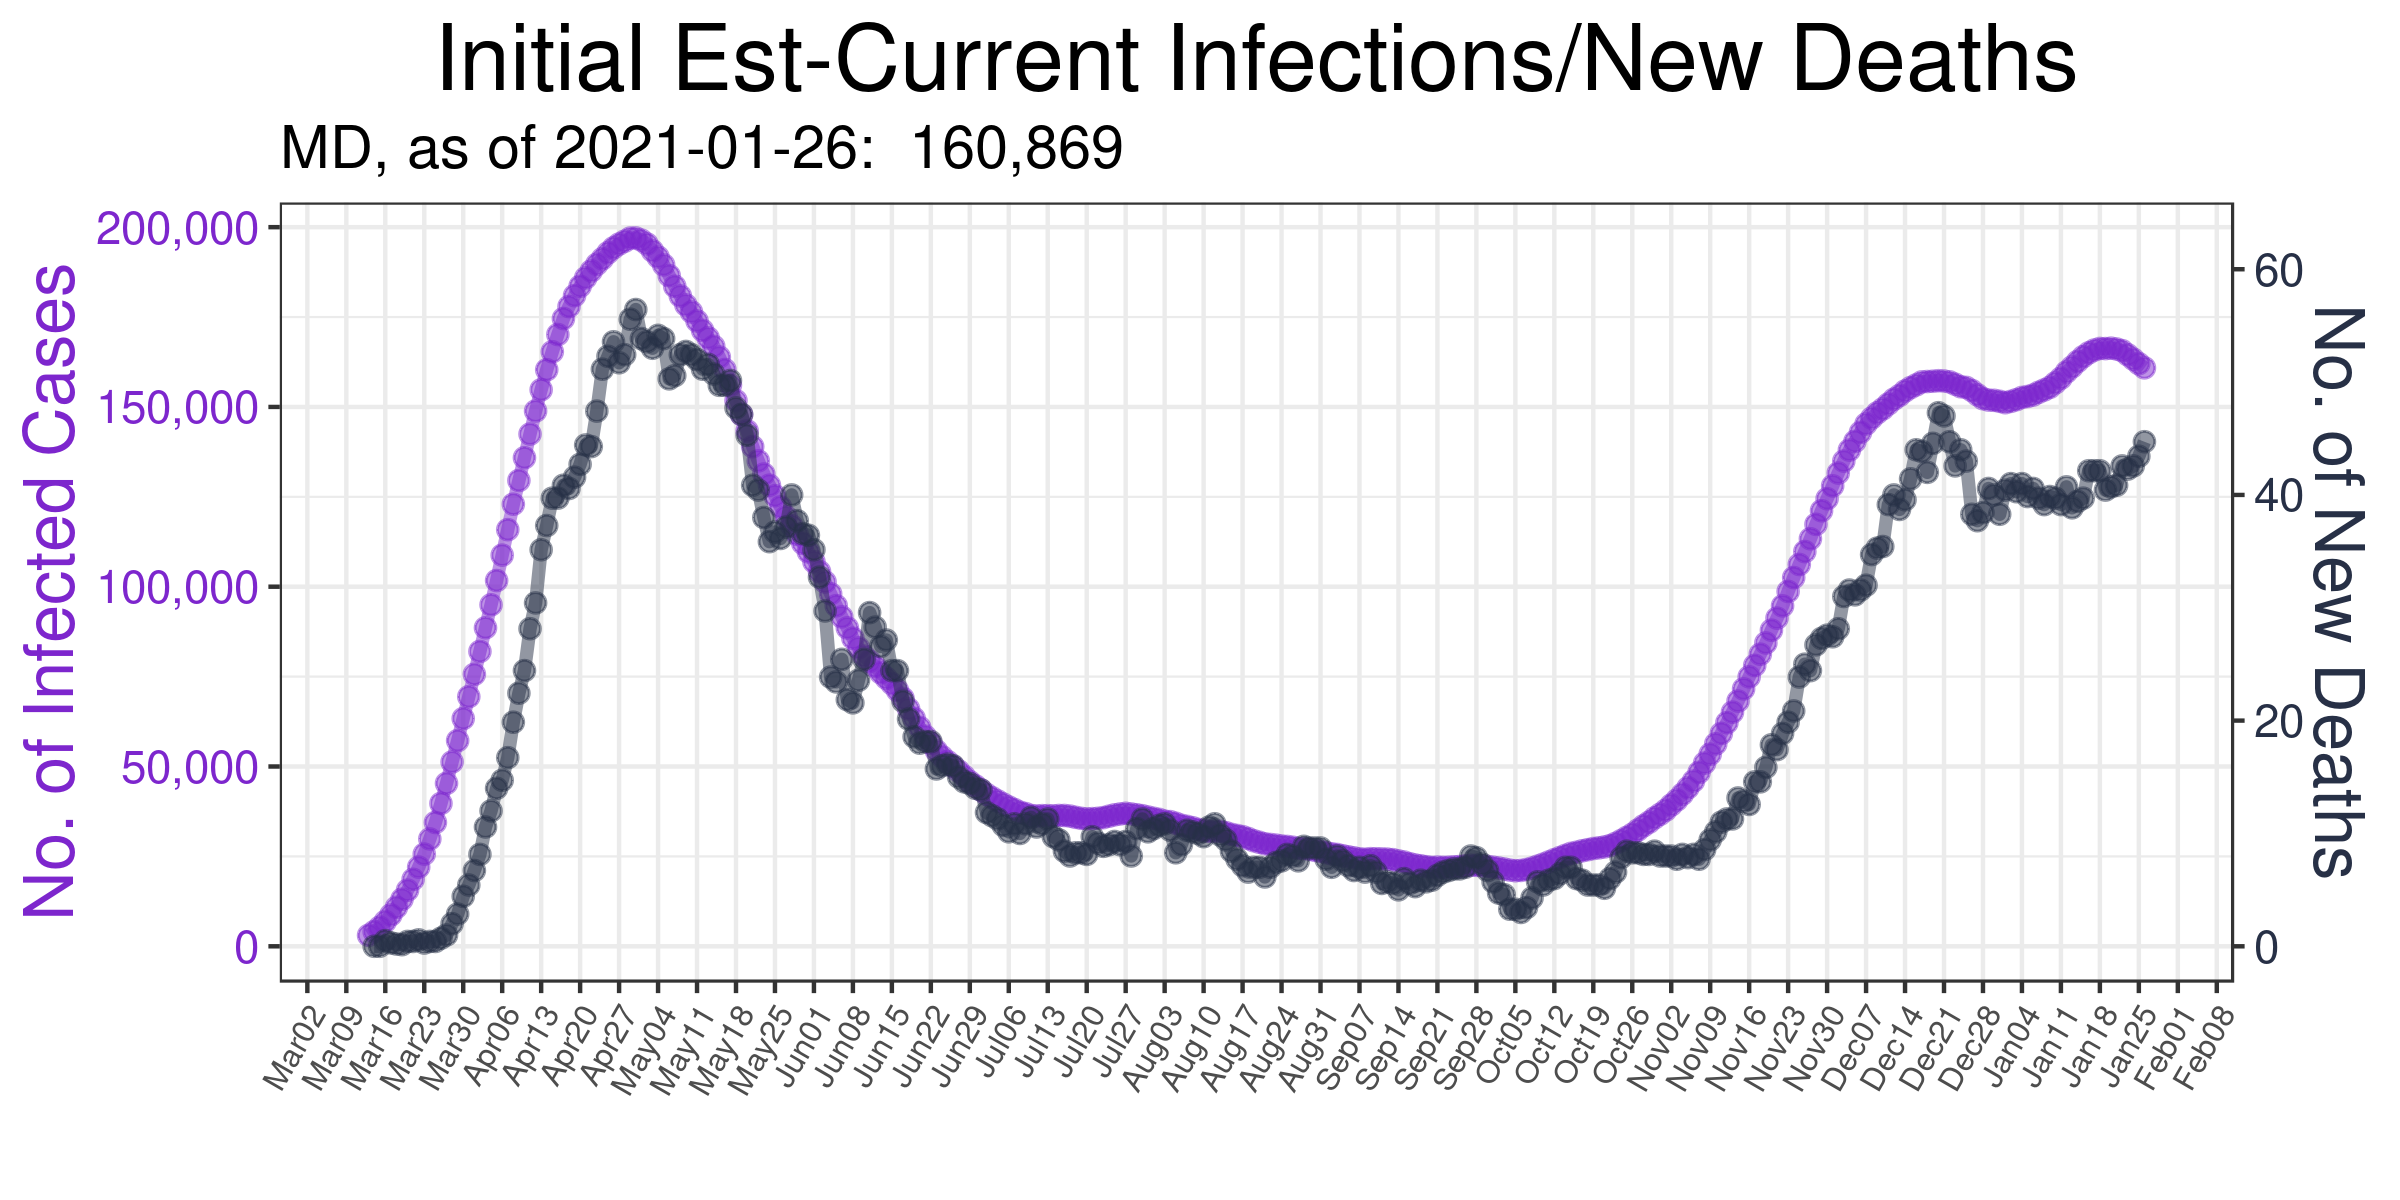 Initial Est-Current Infections/New Deaths
MD, as of 2021-01-26: 160,869
No. of Infected Cases
200,000
150,000
100,000
50,000
0
No. of New Deaths
60
40
20
0
Mar02
Mar09
Mar16
Mar23
Mar30
Apr06
Apr13
Apr20
Apr27
May04
May11
May18
May25
Jun01
Jun08
Jun15
Jun22
Jun29
Jul06
Jul13
Jul20
Jul27
Aug03
Aug10
Aug17
Aug24
Aug31
Sep07
Sep14
Sep21
Sep28
Oct05
Oct12
Oct19
Oct26
Nov02
Nov09
Nov16
Nov23
Nov30
Dec07
Dec14
Dec21
Dec28
Jan04
Jan11
Jan18
Jan25
Feb01
Feb08